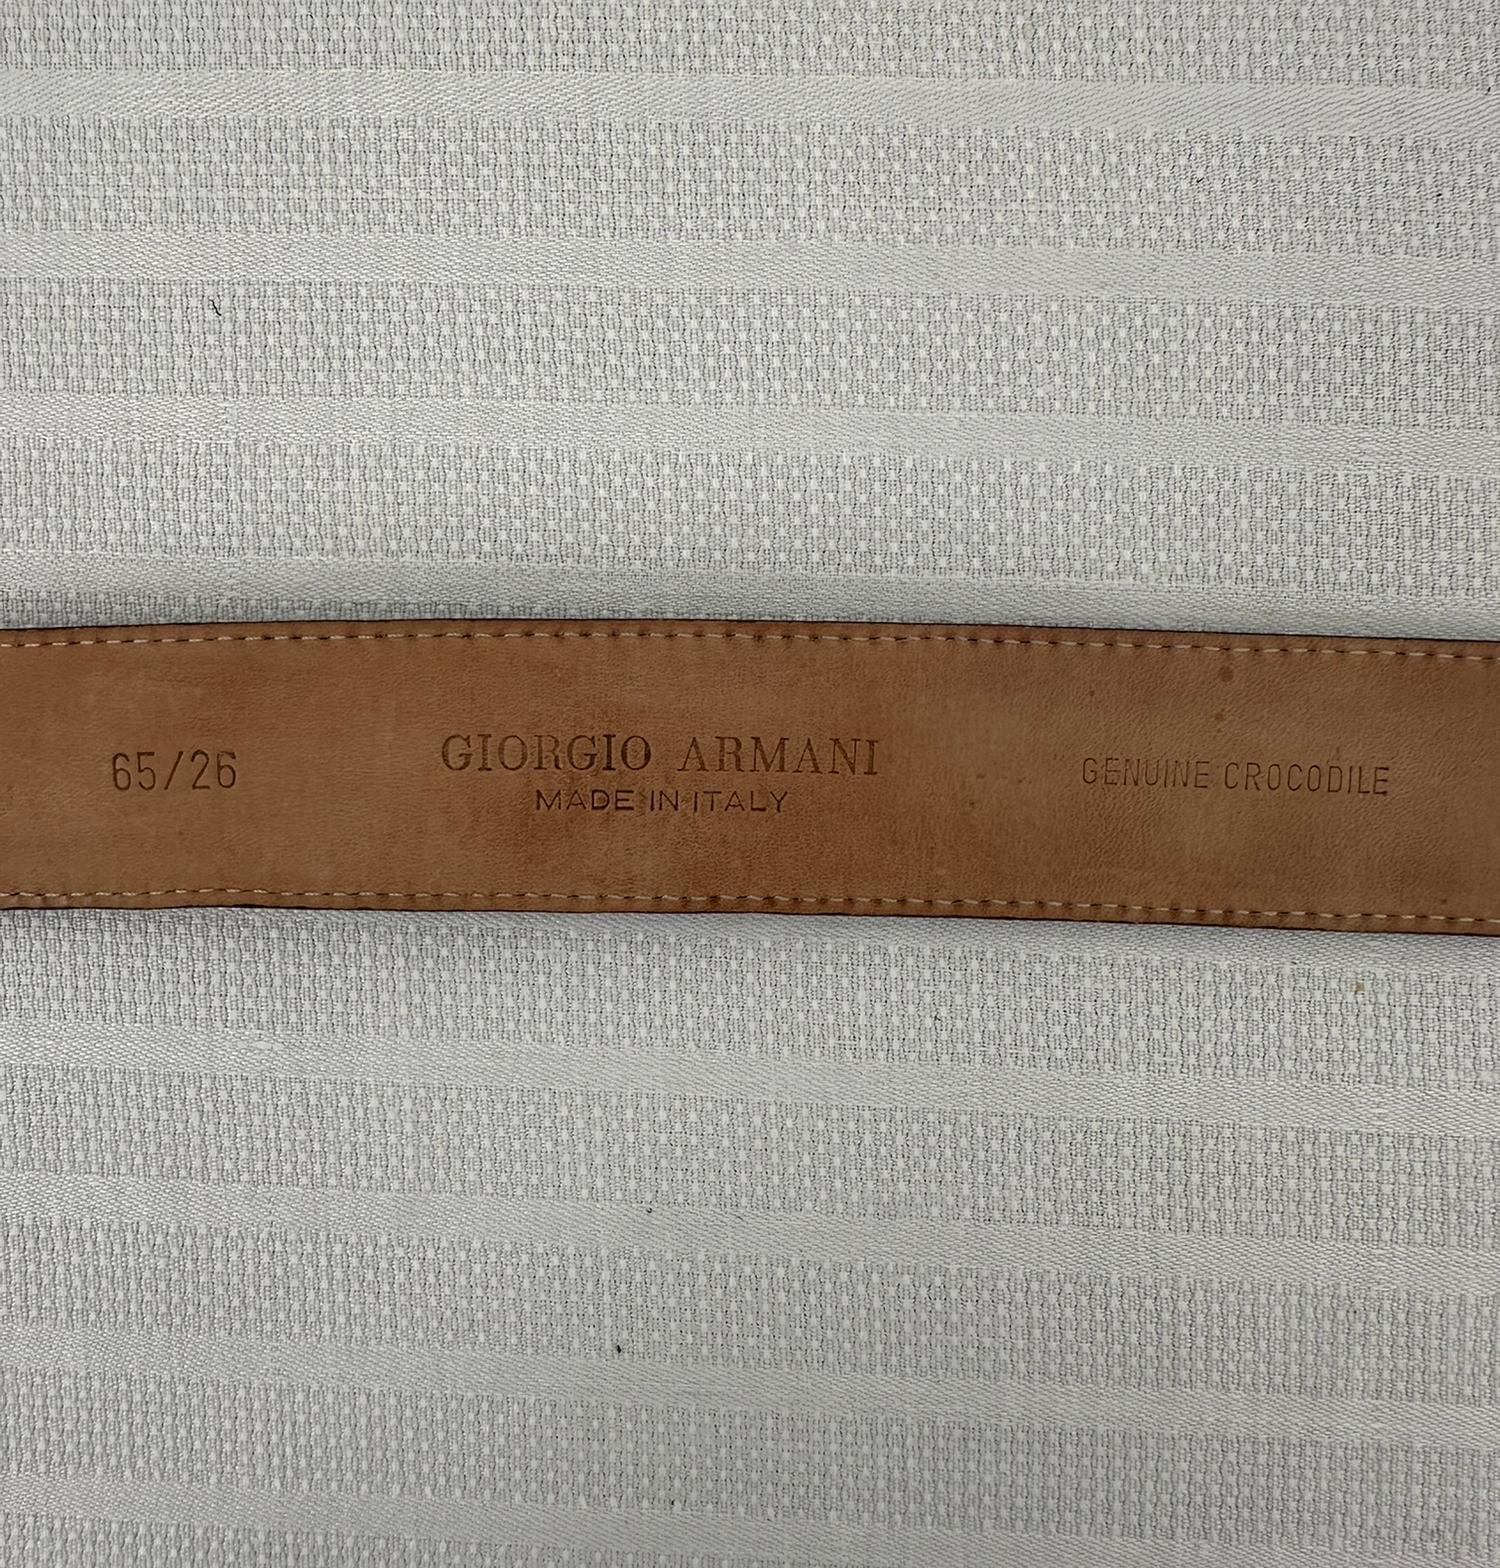 65/26
GIORGIO ARMANI
MADE IN ITALY
GENUINE CROCODILE